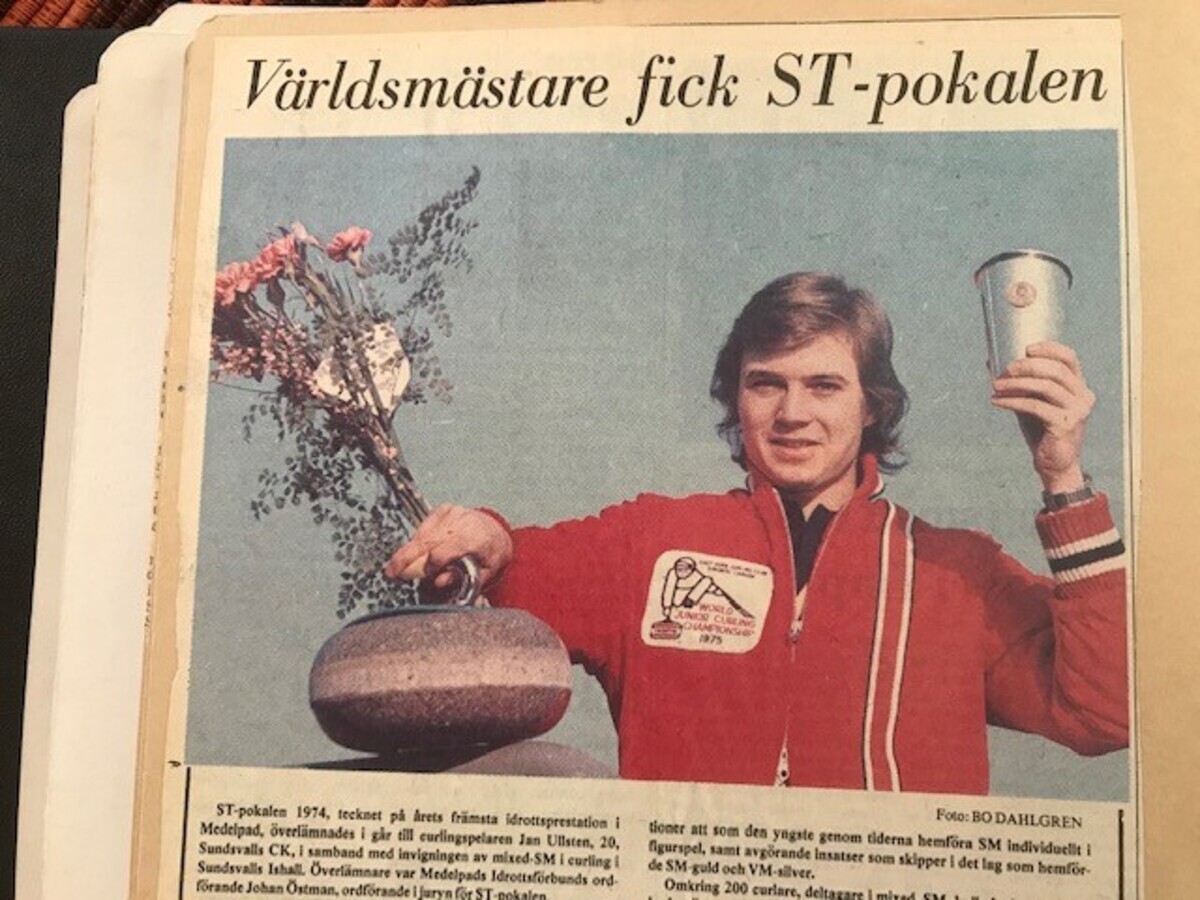 Världsmästare fick ST-pokalen
WORLD
JUNIOR CURLING
CHAMPIONSHIP
1975
Foto: BO DAHLGREN
ST-pokalen 1974, tecknet på årets främsta idrottsprestation i
Medelpad, överlämnades i går till curlingspelaren Jan Ullsten, 20,
Sundsvalls CK, i samband med invigningen av mixed-SM i curling i
Sundsvalls Ishall. Överlämnare var Medelpads Idrottsförbunds ord-
förande Johan Östman, ordförande i juryn för ST-pokalen.
tioner att som den yngste genom tiderna hemföra SM individuellt i
figurspel, samt avgörande insatser som skipper i det lag som hemför-
de SM-guld och VM-silver.
Omkring 200 curlare, deltagare i mixed-SM